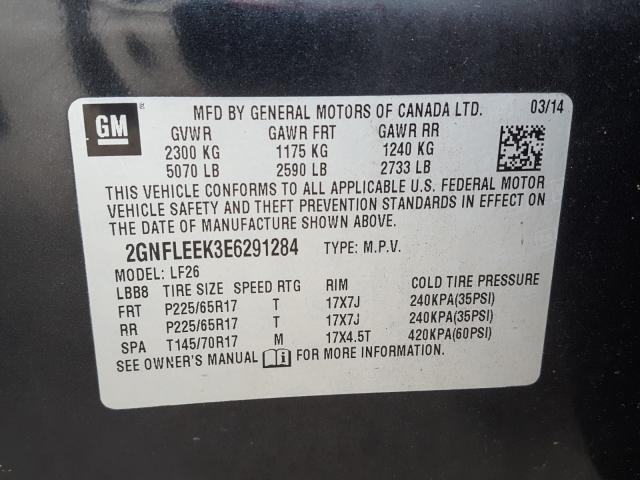 GM
MFD BY GENERAL MOTORS OF CANADA LTD. 03/14
GVWR GAWR FRT GAWR RR
2300 KG 1175 KG 1240 KG
5070 LB 2590 LB 2733 LB
THIS VEHICLE CONFORMS TO ALL APPLICABLE U.S. FEDERAL MOTOR
VEHICLE SAFETY AND THEFT PREVENTION STANDARDS IN EFFECT ON
THE DATE OF MANUFACTURE SHOWN ABOVE.
2GNFLEEK3E6291284 TYPE: M.P.V.
MODEL: LF26
LBB8 TIRE SIZE SPEED RTG RIM COLD TIRE PRESSURE
FRT P225/65R17 T 17X7J 240KPA(35PSI)
RR P225/65R17 T 17X7J 240KPA(35PSI)
SPA T145/70R17 M 17X4.5T 420KPA(60PSI)
SEE OWNER'S MANUAL i FOR MORE INFORMATION.